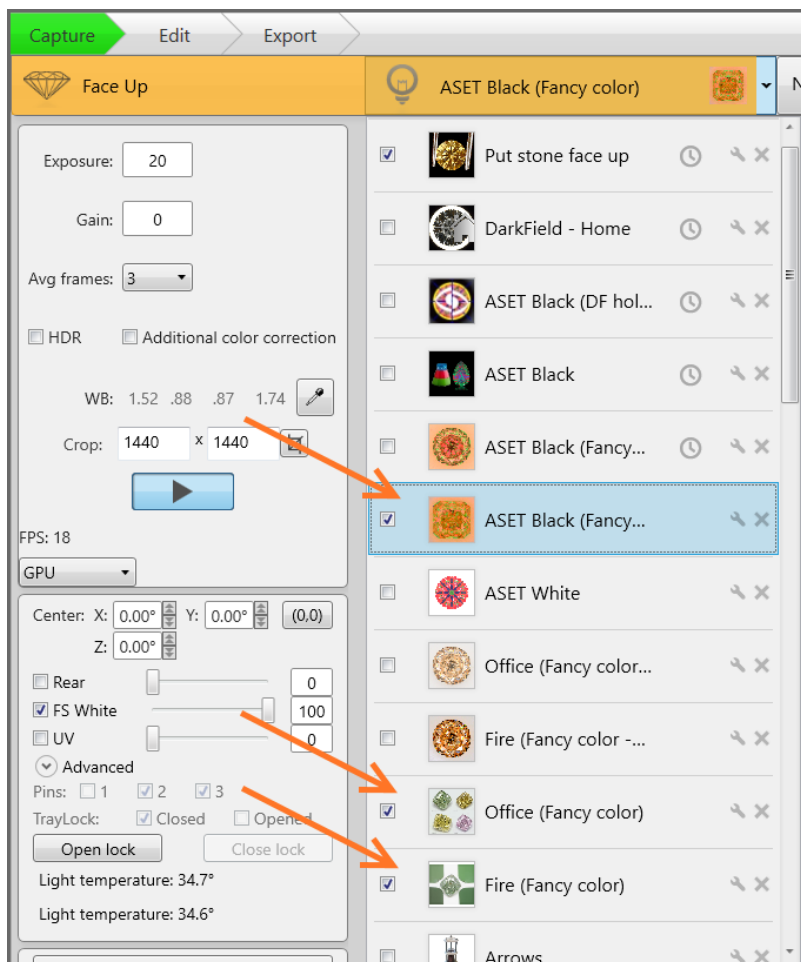 Capture Edit Export
Face Up
ASET Black (Fancy color)
N
Exposure: 20
Gain: 0
Avg frames: 3
HDR Additional color correction
WB: 1.52 .88 .87 1.74
Crop: 1440 x 1440
FPS: 18
GPU
Center: X: 0.00° Y: 0.00° (0,0)
Z: 0.00°
Rear 0
FS White 100
UV 0
Advanced
Pins: 1 2 3
TrayLock: Closed Opened
Open lock Close lock
Light temperature: 34.7°
Light temperature: 34.6°
Put stone face up
DarkField - Home
ASET Black (DF hol...
ASET Black
ASET Black (Fancy...
ASET Black (Fancy...
ASET White
Office (Fancy color...
Fire (Fancy color -...
Office (Fancy color)
Fire (Fancy color)
Arrows